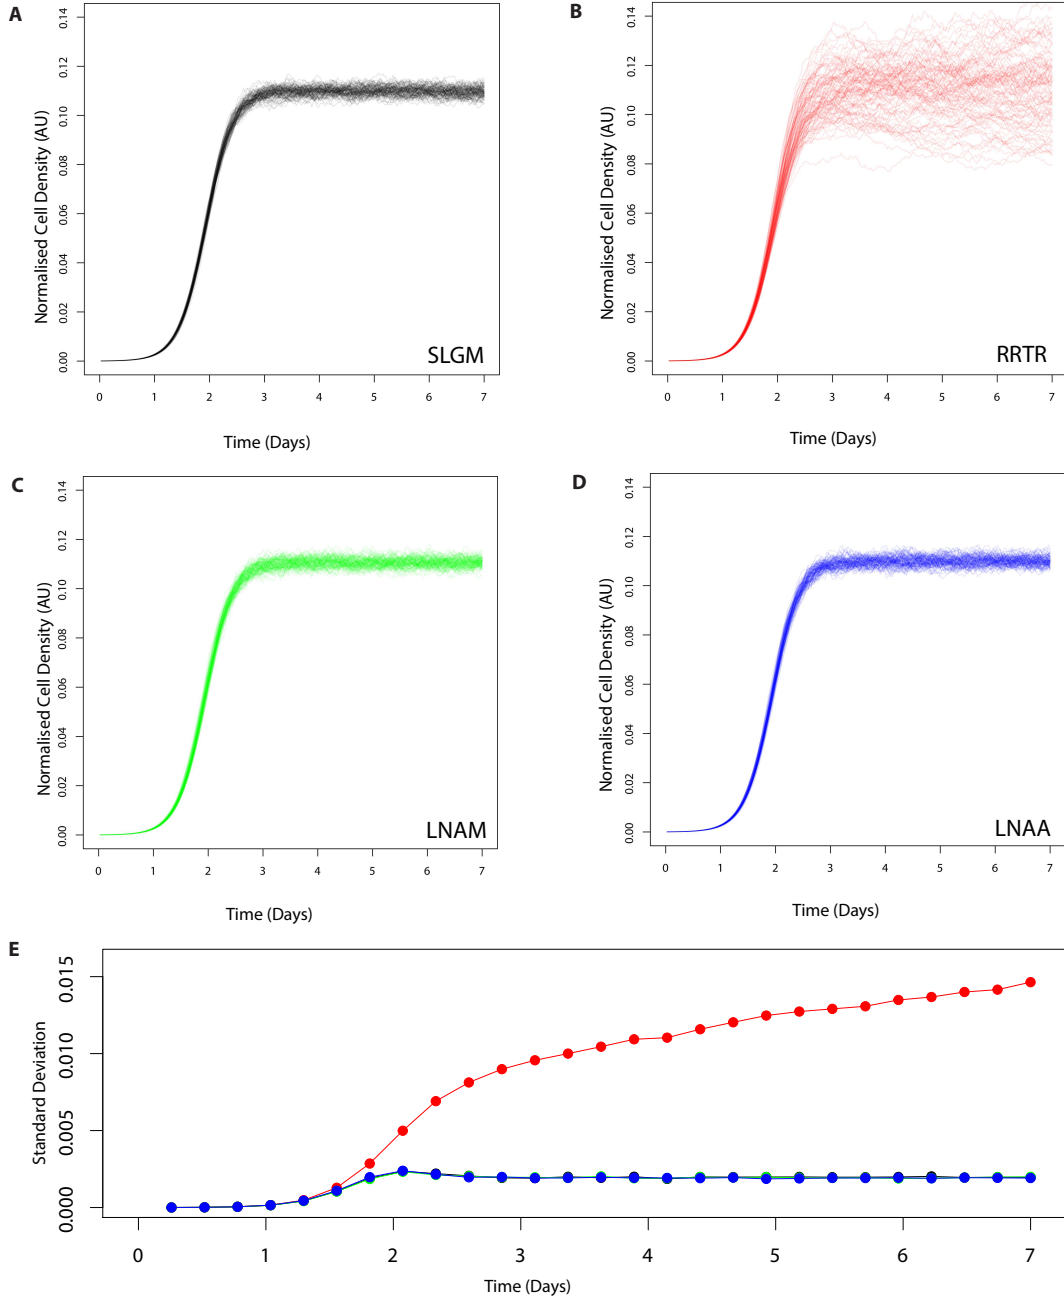 A
Normalised Cell Density (AU)
0.00 0.02 0.04 0.06 0.08 0.10 0.12 0.14
SLGM
0 1 2 3 4 5 6 7
Time (Days)
B
Normalised Cell Density (AU)
0.00 0.02 0.04 0.06 0.08 0.10 0.12 0.14
RRTR
0 1 2 3 4 5 6 7
Time (Days)
C
Normalised Cell Density (AU)
0.00 0.02 0.04 0.06 0.08 0.10 0.12 0.14
LNAM
0 1 2 3 4 5 6 7
Time (Days)
D
Normalised Cell Density (AU)
0.00 0.02 0.04 0.06 0.08 0.10 0.12 0.14
LNAA
0 1 2 3 4 5 6 7
Time (Days)
E
Standard Deviation
0.000 0.005 0.010 0.015
0 1 2 3 4 5 6 7
Time (Days)